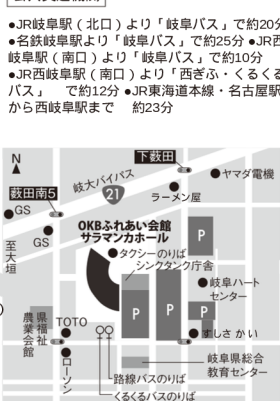 ●JR岐阜駅（北口）より「岐阜バス」で約20分
●名鉄岐阜駅より「岐阜バス」で約25分 ●JR西
岐阜駅（南口）より「岐阜バス」で約10分
●JR西岐阜駅（南口）より「西ぎふ・くるくる
バス」　で約12分 ●JR東海道本線・名古屋駅
から西岐阜駅まで　約23分
N
下薮田
岐大バイパス
21
ヤマダ電機
薮田南5
ラーメン屋
GS
GS
至大垣
OKBふれあい会館
サラマンカホール
タクシーのりば
シンクタンク庁舎
P
岐阜ハート
センター
P
P
P
県福祉
農業会館
TOTO
すしさかい
ローソン
岐阜県総合
教育センター
路線バスのりば
くるくるバスのりば